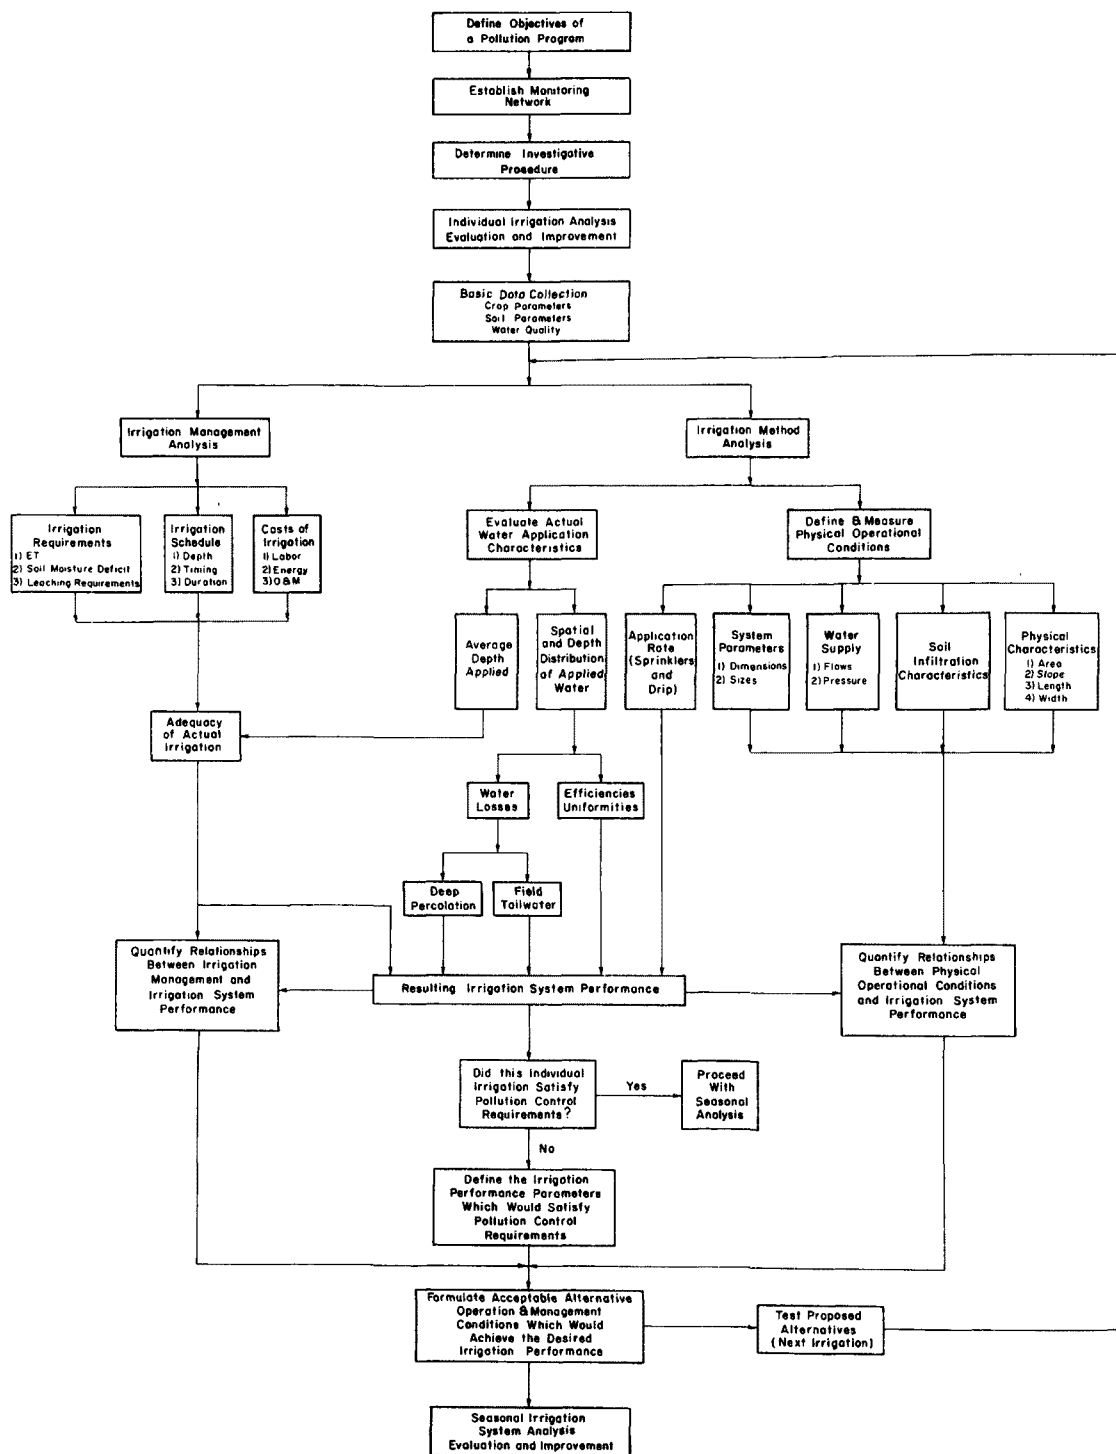 Define Objectives of
a Pollution Program
Establish Monitoring
Network
Determine Investigative
Procedure
Individual Irrigation Analysis
Evaluation and Improvement
Basic Data Collection
Crop Parameters
Soil Parameters
Water Quality
Irrigation Management
Analysis
Irrigation Method
Analysis
Irrigation
Requirements
1) ET
2) Soil Moisture Deficit
3) Leaching Requirements
Irrigation
Schedule
1) Depth
2) Timing
3) Duration
Costs of
Irrigation
1) Labor
2) Energy
3) O&M
Evaluate Actual
Water Application
Characteristics
Define & Measure
Physical Operational
Conditions
Average
Depth
Applied
Spatial
and Depth
Distribution
of Applied
Water
Application
Rate
(Sprinklers
and
Drip)
System
Parameters
1) Dimensions
2) Sizes
Water
Supply
1) Flows
2) Pressure
Soil
Infiltration
Characteristics
Physical
Characteristics
1) Area
2) Slope
3) Length
4) Width
Adequacy
of Actual
Irrigation
Water
Losses
Efficiencies
Uniformities
Deep
Percolation
Field
Tailwater
Quantify Relationships
Between Irrigation
Management and
Irrigation System
Performance
Resulting Irrigation System Performance
Quantify Relationships
Between Physical
Operational Conditions
and Irrigation System
Performance
Did this Individual
Irrigation Satisfy
Pollution Control
Requirements?
Yes
Proceed
With
Seasonal
Analysis
No
Define the Irrigation
Performance Parameters
Which Would Satisfy
Pollution Control
Requirements
Formulate Acceptable Alternative
Operation & Management
Conditions Which Would
Achieve the Desired
Irrigation Performance
Test Proposed
Alternatives
(Next Irrigation)
Seasonal Irrigation
System Analysis
Evaluation and Improvement